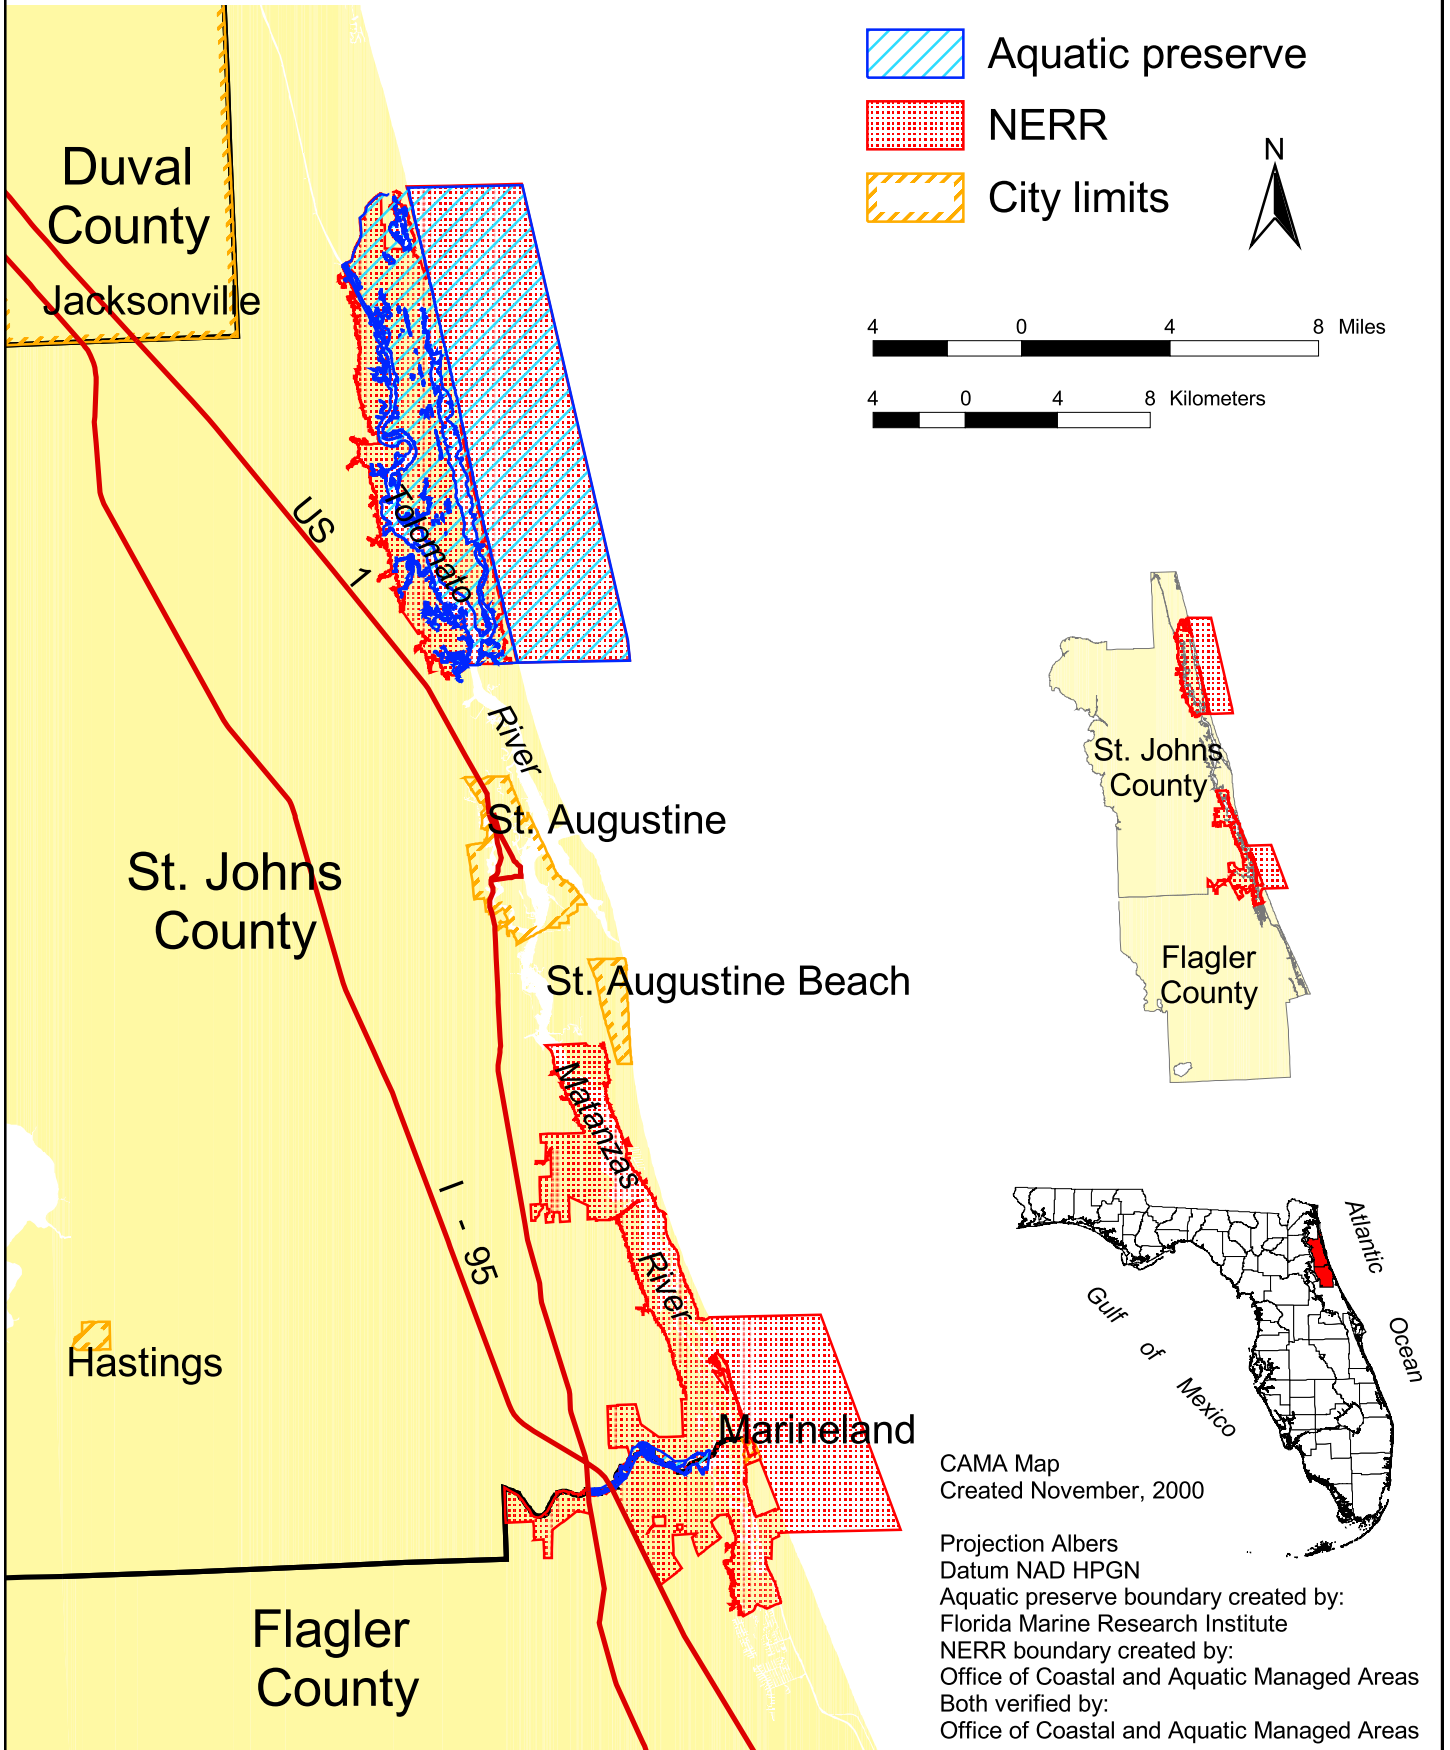 Aquatic preserve
NERR
City limits
N
4 0 4 8 Miles
4 0 4 8 Kilometers
Duval
County
Jacksonville
US 1
Tolomato
River
St. Augustine
St. Johns
County
St. Augustine Beach
Matanzas
River
I - 95
Hastings
Marineland
Flagler
County
St. Johns
County
Flagler
County
Atlantic
Ocean
Gulf of Mexico
CAMA Map
Created November, 2000
Projection Albers
Datum NAD HPGN
Aquatic preserve boundary created by:
Florida Marine Research Institute
NERR boundary created by:
Office of Coastal and Aquatic Managed Areas
Both verified by:
Office of Coastal and Aquatic Managed Areas